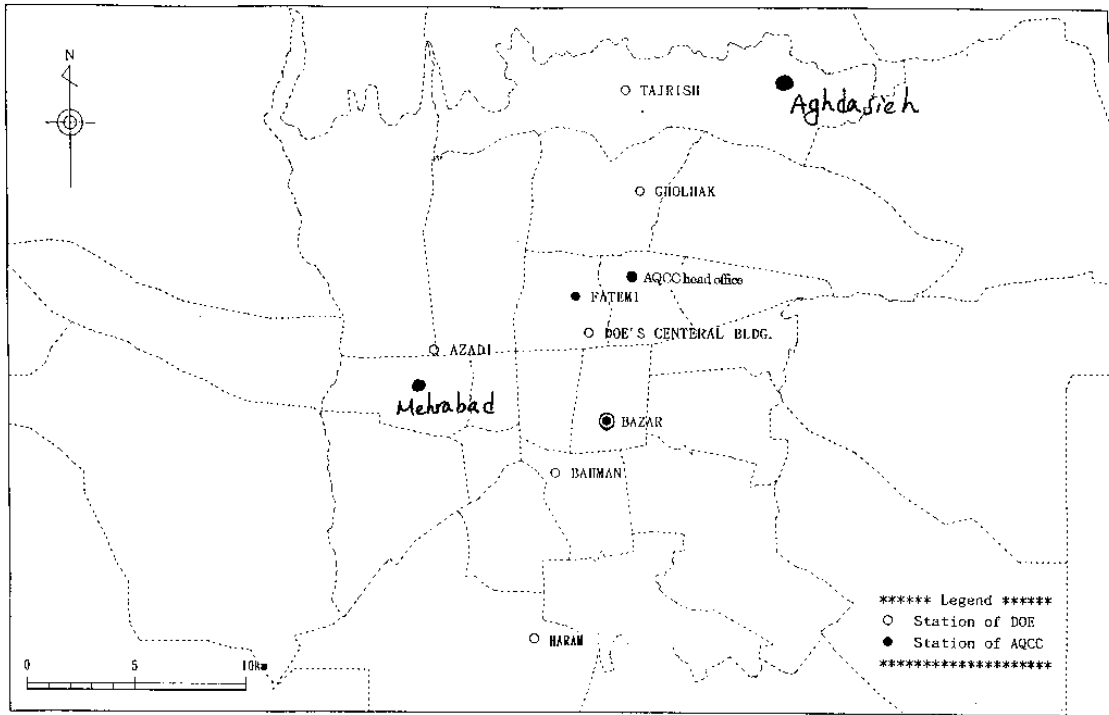 N
TAJRISH
Aghdasieh
GHOLHAK
AQCC head office
FATEMI
DOE'S CENTERAL BLDG.
AZADI
Mehrabad
BAZAR
BAHMAN
****** Legend ******
○ Station of DOE
● Station of AQCC
********************
HARAM
0 5 10km